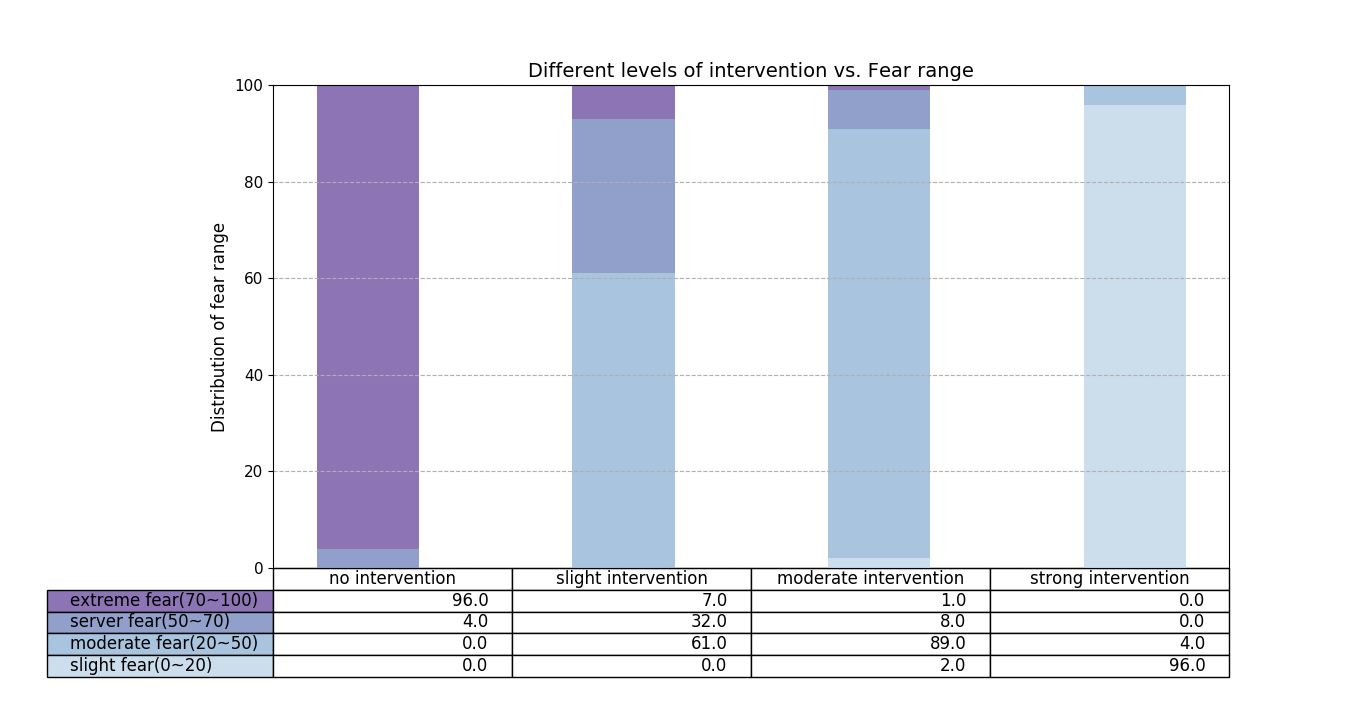 Different levels of intervention vs. Fear range
100
80
60
40
20
0
Distribution of fear range
no intervention slight intervention moderate intervention strong intervention
extreme fear(70~100) 96.0 7.0 1.0 0.0
server fear(50~70) 4.0 32.0 8.0 0.0
moderate fear(20~50) 0.0 61.0 89.0 4.0
slight fear(0~20) 0.0 0.0 2.0 96.0